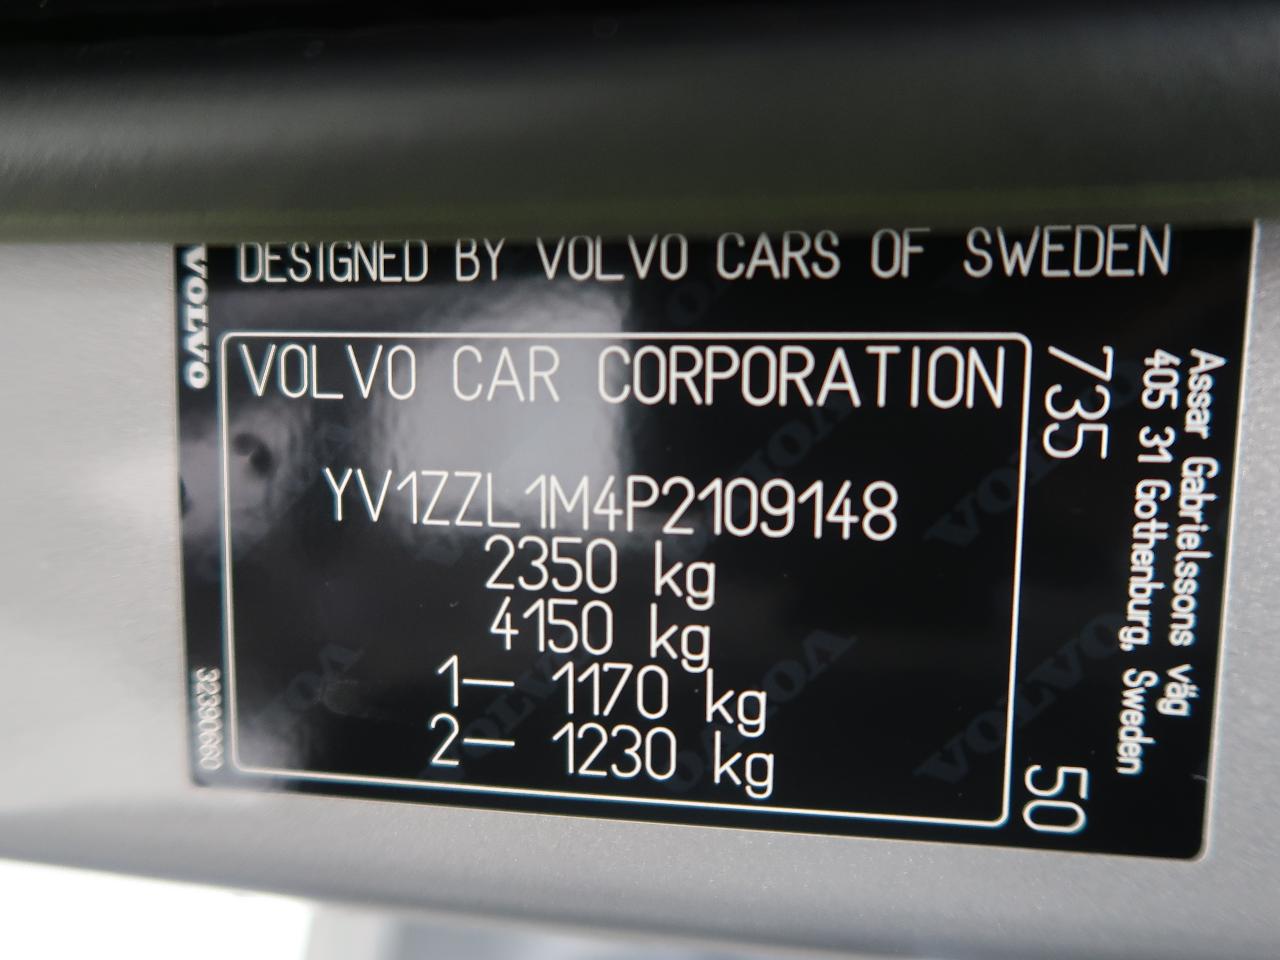 DESIGNED BY VOLVO CARS OF SWEDEN
VOLVO
VOLVO CAR CORPORATION
YV1ZZL1M4P2109148
2350 kg
4150 kg
1— 1170 kg
2— 1230 kg
32390660
735
50
Assar Gabrielssons väg
405 31 Gothenburg, Sweden